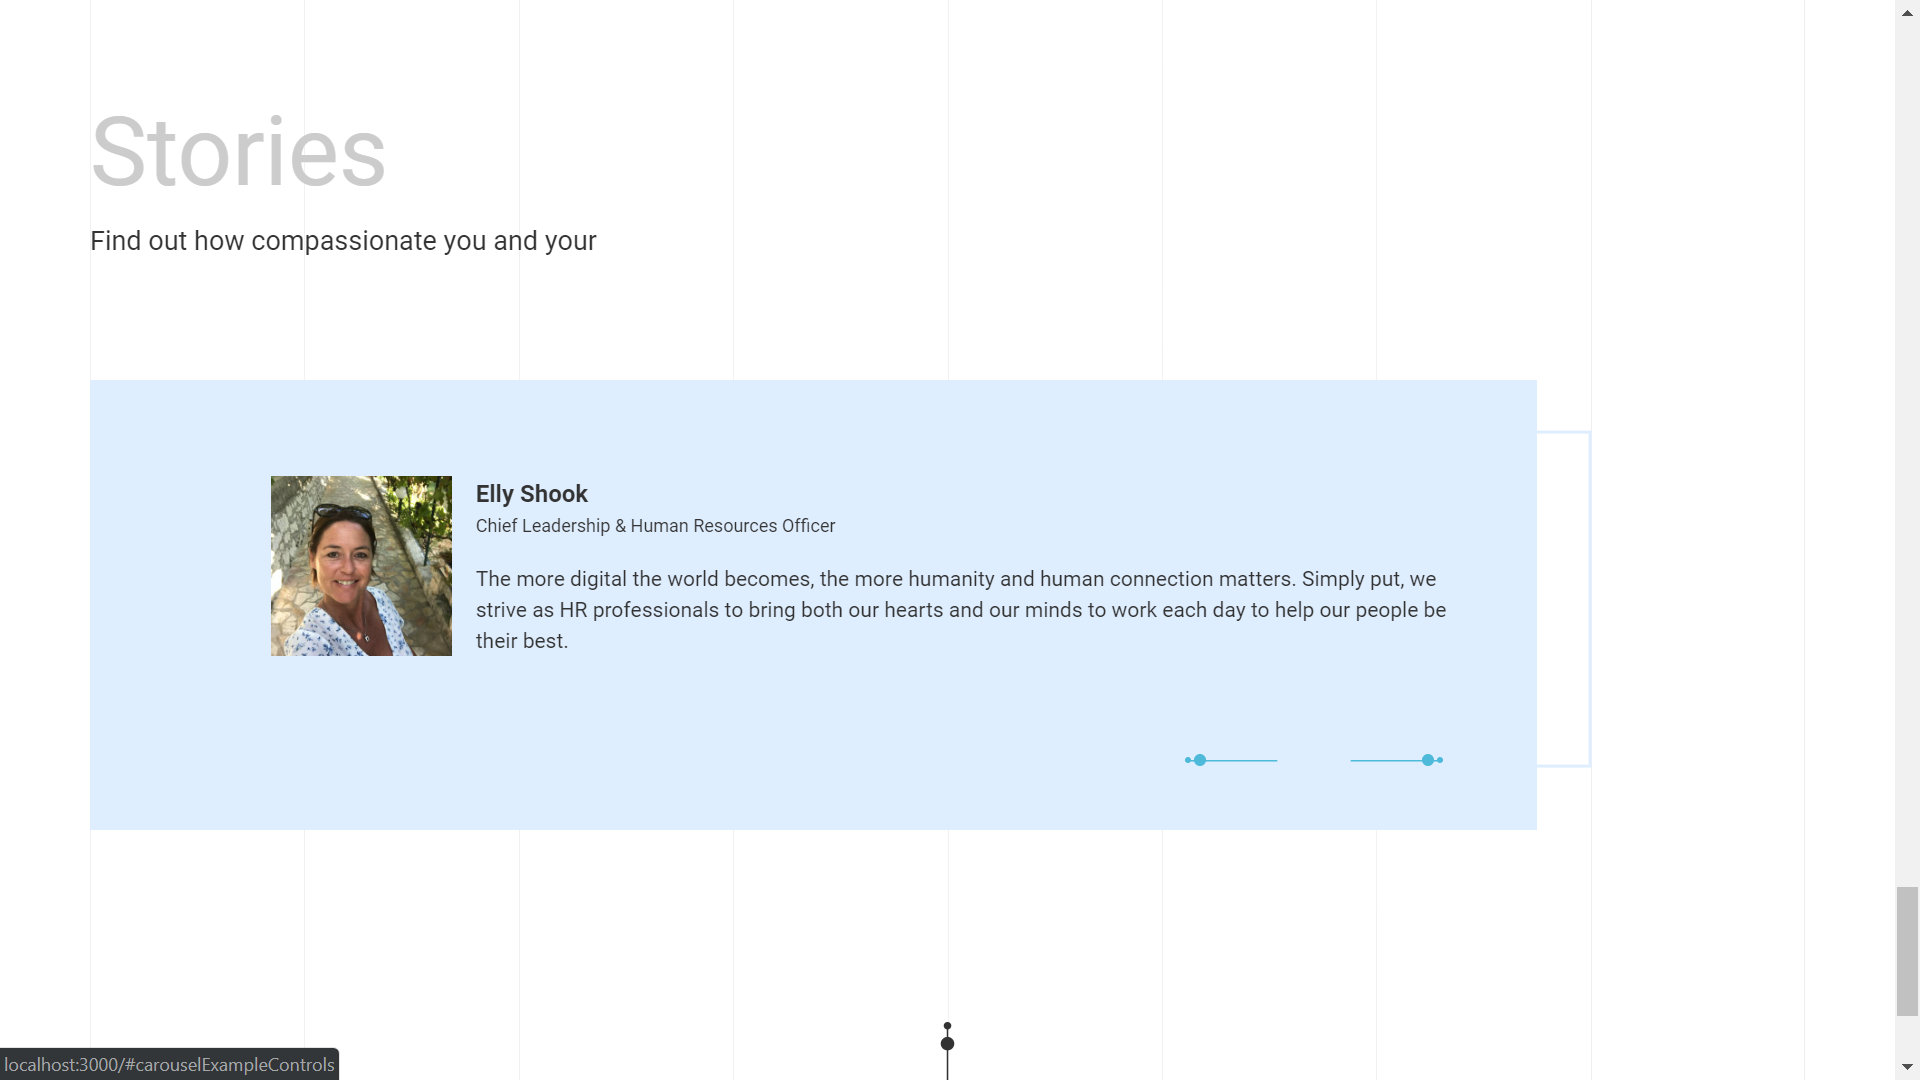 Stories
Find out how compassionate you and your
Elly Shook
Chief Leadership & Human Resources Officer
The more digital the world becomes, the more humanity and human connection matters. Simply put, we
strive as HR professionals to bring both our hearts and our minds to work each day to help our people be
their best.
localhost:3000/#carouselExampleControls